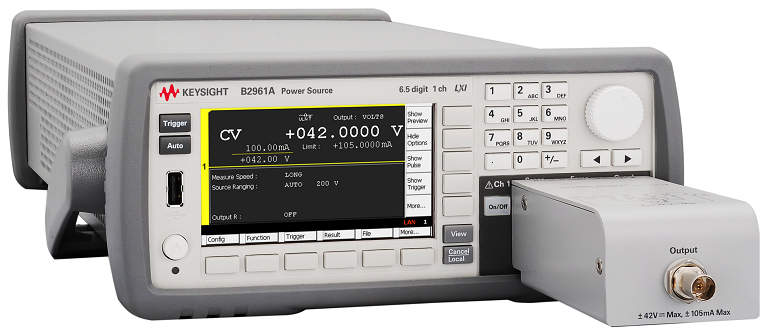 KEYSIGHT B2961A Power Source 6.5 digit 1 ch LXI
Trigger
Auto
Output : VOLTS
CV +042.0000 V
100.00mA Limit : +105.0000mA
+042.00 V
1
Measure Speed : LONG
Source Ranging : AUTO 200 V
Output R : OFF
LAN 1
Show Preview
Hide Options
Show Pulse
Show Trigger
More...
Config Function Trigger Result File More...
View
Cancel
Local
1 2 ABC 3 DEF
4 GHI 5 JKL 6 MNO
7 PQRS 8 TUV 9 WXYZ
. 0 +/−
Ch 1
On/Off
Output
± 42V Max, ± 105mA Max